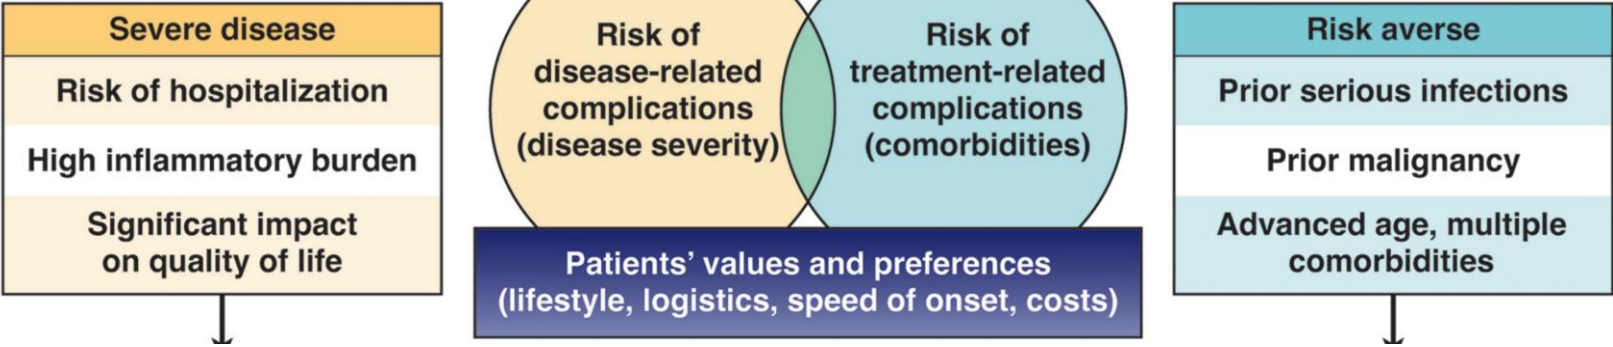 Severe disease
Risk of hospitalization
High inflammatory burden
Significant impact
on quality of life
Risk of
disease-related
complications
(disease severity)
Risk of
treatment-related
complications
(comorbidities)
Patients’ values and preferences
(lifestyle, logistics, speed of onset, costs)
Risk averse
Prior serious infections
Prior malignancy
Advanced age, multiple
comorbidities